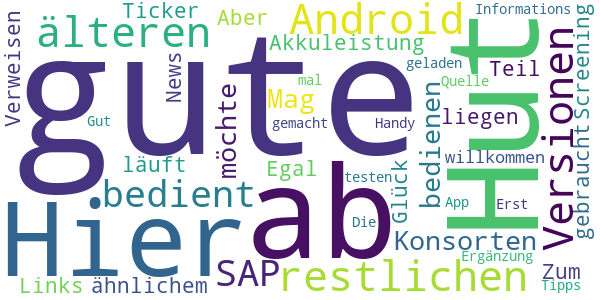 Verweisen
Ticker
Aber
Android
Informations
älteren
Akkuleistung
Hut
Versionen
Screening
News
geladen
Teil
Quelle
gute
mal
Mag
Gut
gemacht
Handy
liegen
möchte
bedienen
gebraucht
läuft
Egal
willkommen
testen
Glück
bedient
ab
App
Erst
Hier
Die
Konsorten
Ergänzung
SAP
restlichen
Zum
Links
ähnlichem
Tipps